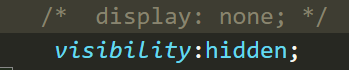 /*  display: none; */
visibility:hidden;